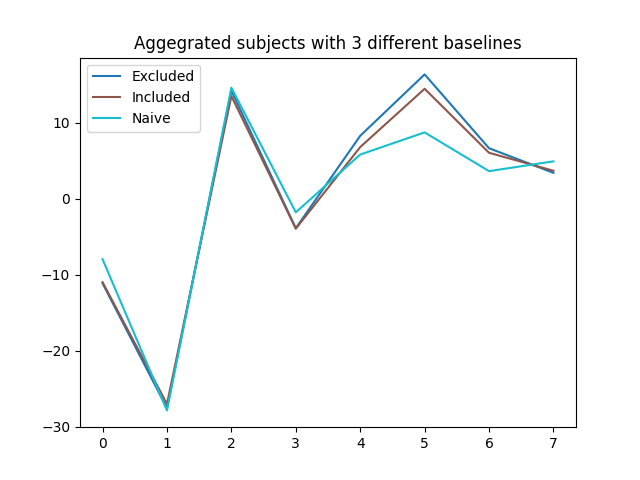 Aggegrated subjects with 3 different baselines
Excluded
Included
Naive
10
0
−10
−20
−30
0 1 2 3 4 5 6 7